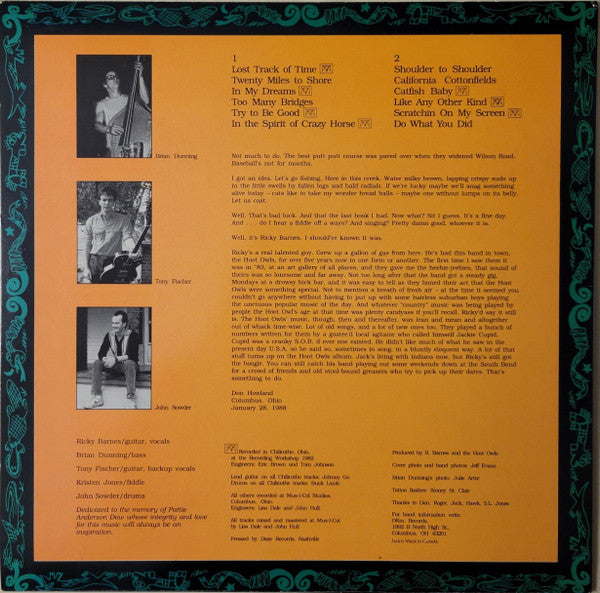 1
Lost Track of Time
Twenty Miles to Shore
In My Dreams
Too Many Bridges
Try to Be Good
In the Spirit of Crazy Horse
2
Shoulder to Shoulder
California Cottonfields
Catfish Baby
Like Any Other Kind
Scratchin On My Screen
Do What You Did
Brian Dunning
Tony Fischer
John Sowder
Not much to do. The best putt putt course was paved over when they widened Wilson Road.
Baseball's not for months.
I got an idea. Let's go fishing. Here in this creek. Water milky brown, lapping crispy suds up
in the little swells by fallen logs and bald radials. If we're lucky maybe we'll snag something
alive today - cats like to take my wonder bread balls - maybe one without lumps on its belly.
Let us cast.
Well. That's bad luck. And that the last hook I had. Now what? Sit I guess. It's a fine day.
And . . . do I hear a fiddle off a ways? And singing? Pretty damn good, whoever it is.
Well, it's Ricky Barnes. I should've known it was.
Ricky's a real talented guy. Grew up a gallon of gas from here. He's had this band in town,
the Hoot Owls, for over five years now in one form or another. The first time I saw them it
was in '83, at an art gallery of all places, and they gave me the heebie-jeebies, that sound of
theirs was so lonesome and far away. Not too long after that the band got a steady gig,
Mondays at a drowsy hick bar, and it was easy to tell as they honed their act that the Hoot
Owls were something special. Not to mention a breath of fresh air - at the time it seemed you
couldn't go anywhere without having to put up with some hairless suburban boys playing
the unctuous popular music of the day. And whatever "country" music was being played by
people the Hoot Owl's age at that time was plenty candyass if you'll recall. Ricky'd say it still
is. The Hoot Owls' music, though, then and thereafter, was lean and mean and altogether
out of whack time-wise. Lot of old songs, and a lot of new ones too. They played a bunch of
numbers written for them by a goateed local agitator who called himself Jackie Cupid.
Cupid was a cranky S.O.B. if ever one existed. He didn't like much of what he saw in the
present day U.S.A. so he said so, sometimes in song, in a bluntly eloquent way. A lot of that
stuff turns up on the Hoot Owls album. Jack's living with Indians now, but Ricky's still got
the boogie. You can still catch his band playing out some weekends down at the South Bend
for a crowd of friends and old stool-bound geezers who try to pick up their dates. That's
something to do.
Don Howland
Columbus, Ohio
January 28, 1988
Ricky Barnes/guitar, vocals
Brian Dunning/bass
Tony Fischer/guitar, backup vocals
Kristen Jones/fiddle
John Sowder/drums
Dedicated to the memory of Pattie
Anderson Dow whose integrity and love
for this music will always be an
inspiration.
Recorded in Chilicothe, Ohio,
at the Recording Workshop 1982.
Engineers: Eric Brown and Tom Johnson
Lead guitar on all Chilicothe tracks: Johnny Go
Drums on all Chilicothe tracks: Buck Laub
All others recorded at Mus-I-Col Studios,
Columbus, Ohio.
Engineers: Lisa Dale and John Hull
All tracks mixed and mastered at Mus-I-Col
by Lisa Dale and John Hull
Pressed by Dixie Records, Nashville
Produced by R. Barnes and the Hoot Owls
Cover photo and band photos: Jeff Evans
Brian Dunning's photo: Julie Arter
Tattoo flashes: Stoney St. Clair
Thanks to Dan, Roger, Jack, Hawk, S.L. Jones
For band information write:
OKra Records,
1992 B North High St.,
Columbus, OH 43201
Jacket Made in Canada